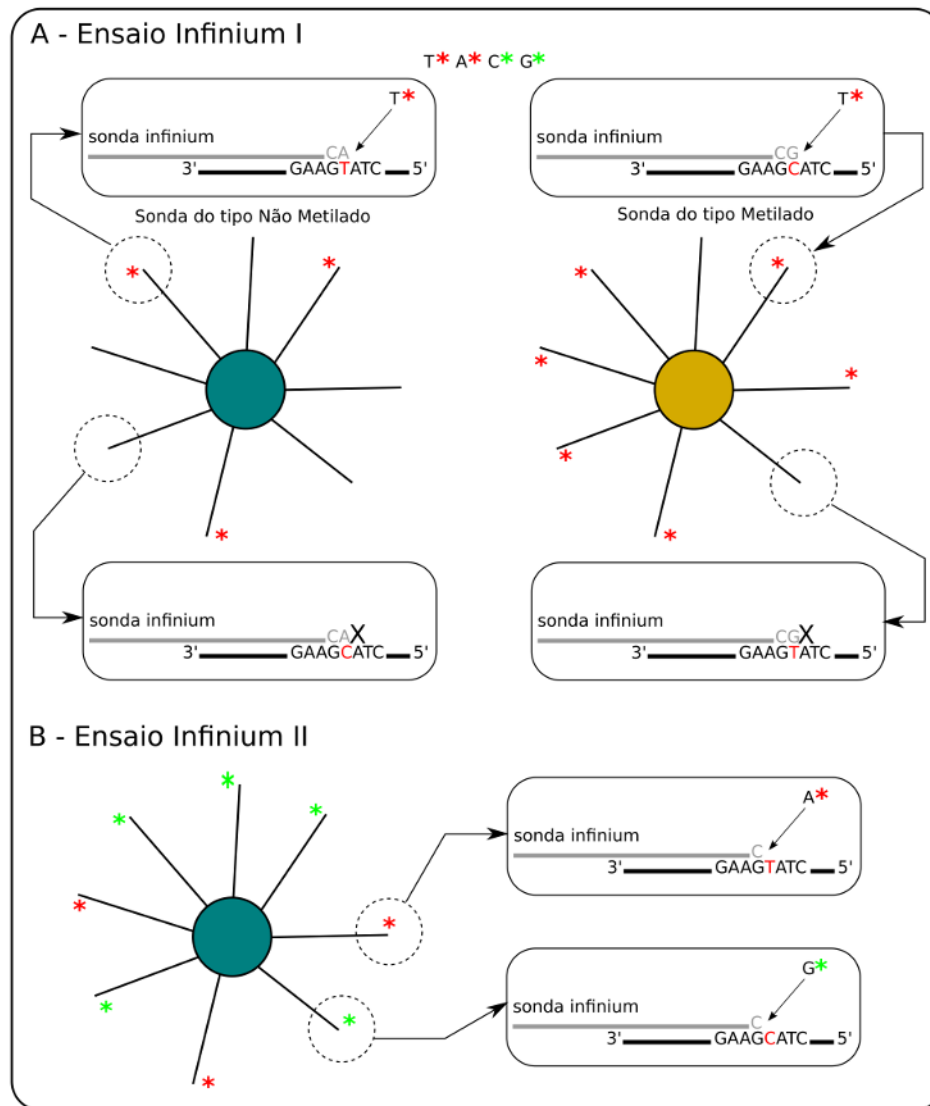 A - Ensaio Infinium I
T* A* C* G*
T*
sonda infinium
CA
3' GAAGTATC 5'
Sonda do tipo Não Metilado
T*
sonda infinium
CG
3' GAAGCATC 5'
Sonda do tipo Metilado
* *
*
* *
* *
*
* *
sonda infinium
CAX
3' GAAGCATC 5'
sonda infinium
CGX
3' GAAGTATC 5'
B - Ensaio Infinium II
*
* *
* *
* *
*
A*
sonda infinium
C
3' GAAGTATC 5'
G*
sonda infinium
C
3' GAAGCATC 5'